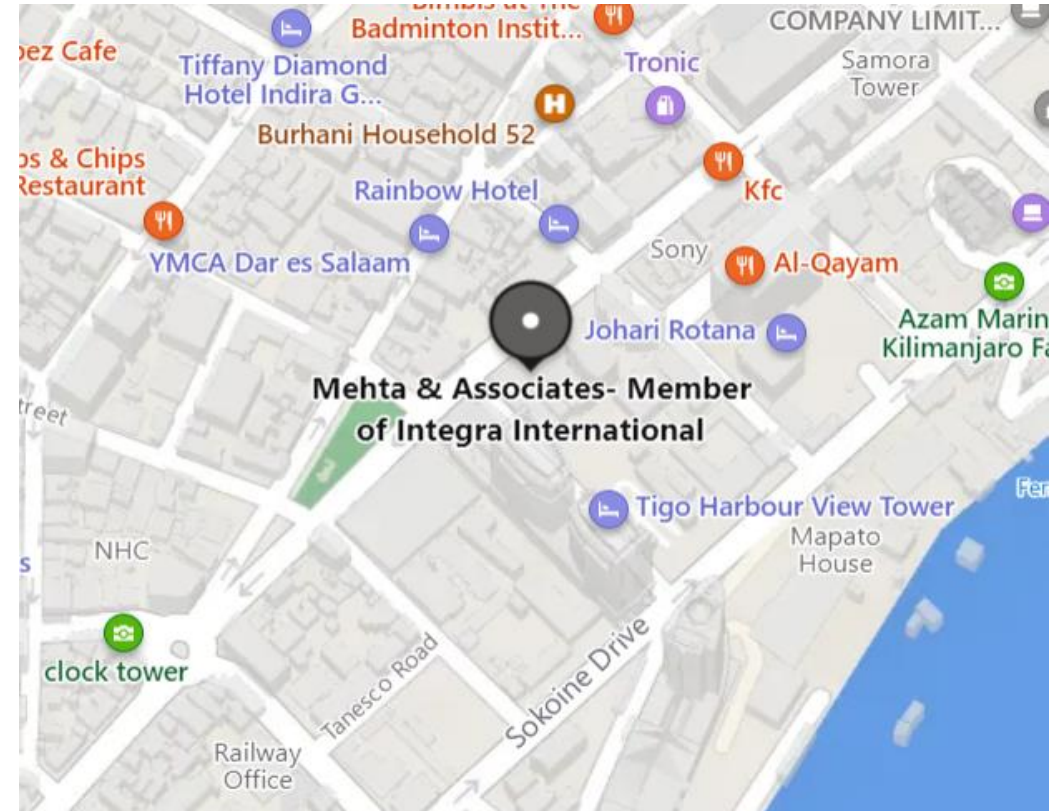 Badminton Instit...
COMPANY LIMIT...
Cafe
Tiffany Diamond
Hotel Indira G...
Tronic
Samora
Tower
Burhani Household 52
& Chips
Restaurant
Rainbow Hotel
Kfc
YMCA Dar es Salaam
Sony
Al-Qayam
Johari Rotana
Azam Marin
Kilimanjaro Fa
Mehta & Associates- Member
of Integra International
treet
Tigo Harbour View Tower
Fer
NHC
Mapato
House
s
clock tower
Tanesco Road
Sokoine Drive
Railway
Office